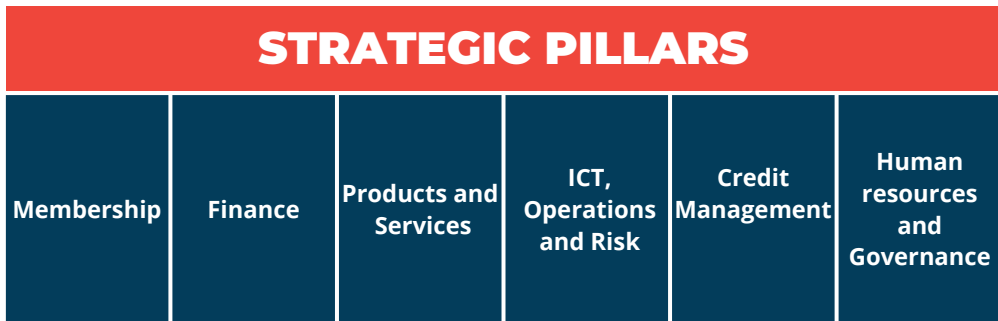 STRATEGIC PILLARS
Membership
Finance
Products and
Services
ICT,
Operations
and Risk
Credit
Management
Human
resources
and
Governance